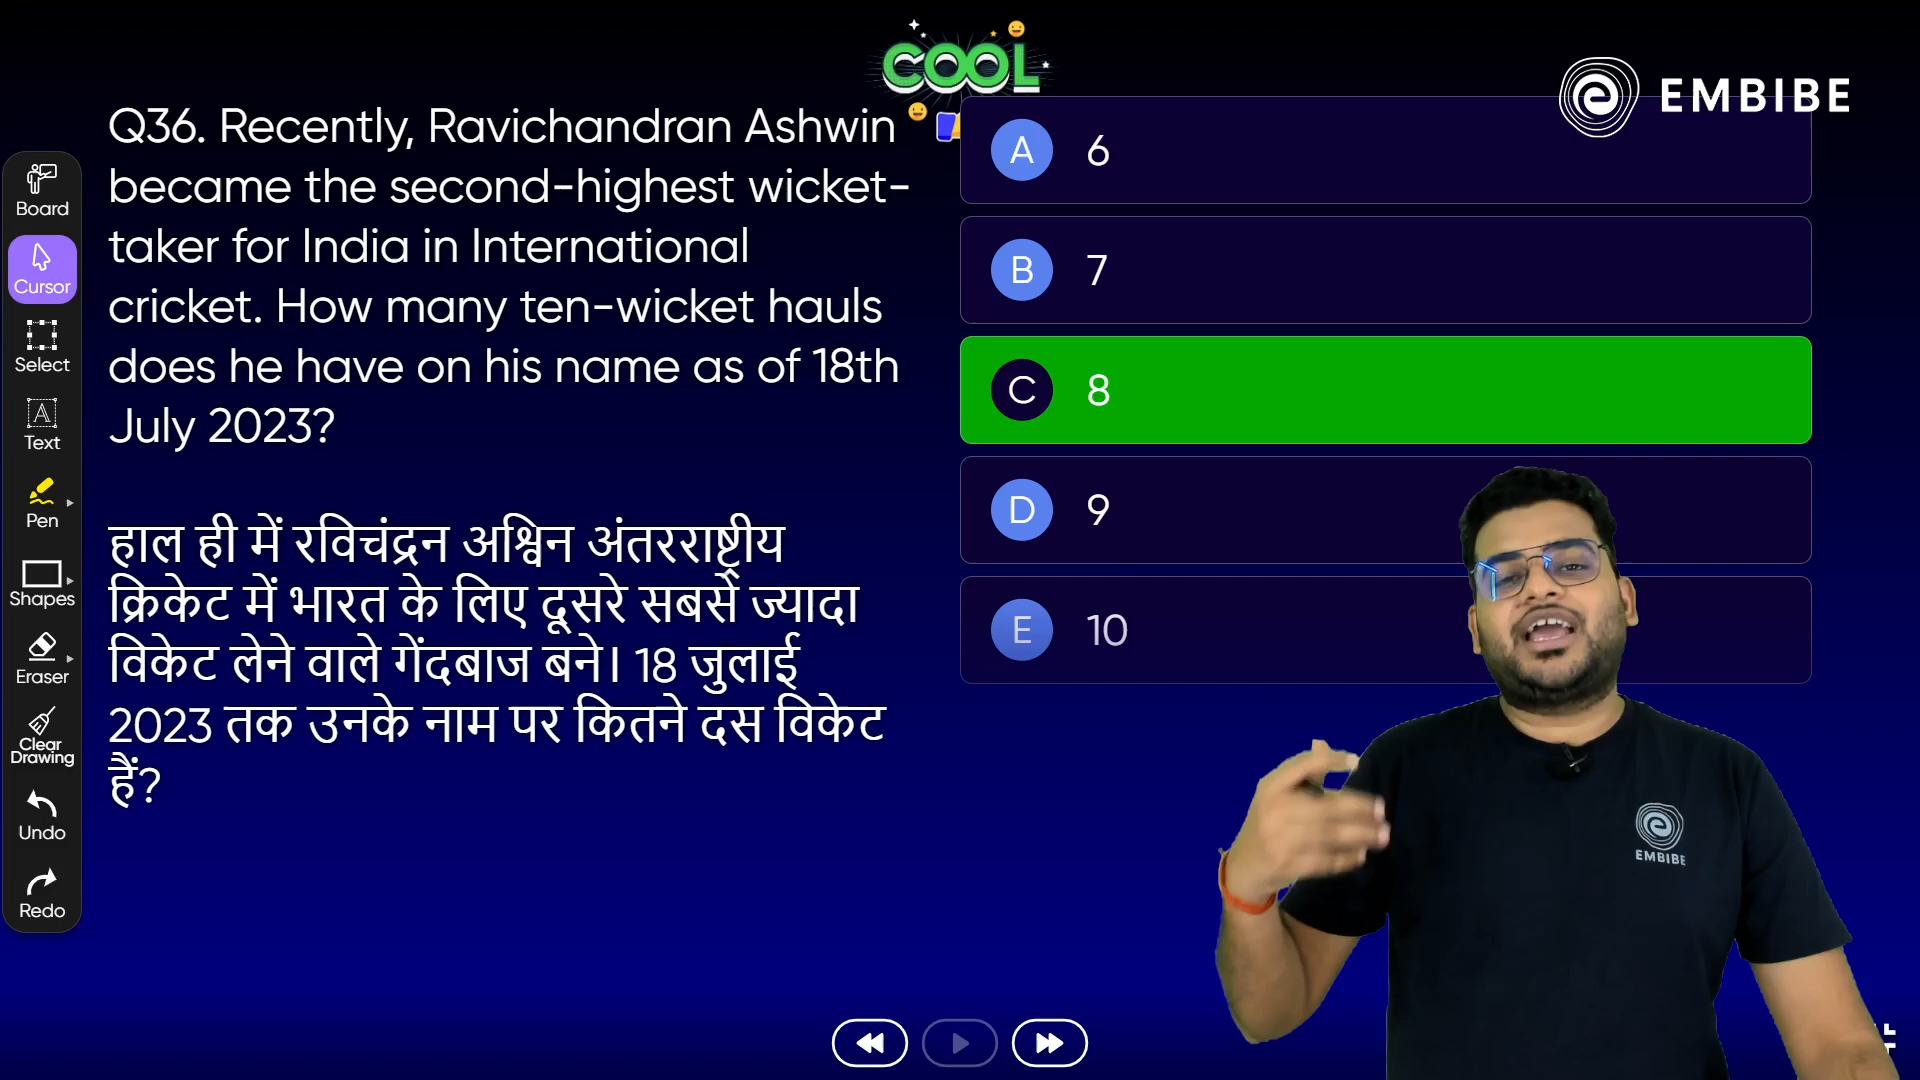 COOL
EMBIBE
Q36. Recently, Ravichandran Ashwin
became the second-highest wicket-
taker for India in International
cricket. How many ten-wicket hauls
does he have on his name as of 18th
July 2023?
हाल ही में रविचंद्रन अश्विन अंतरराष्ट्रीय
क्रिकेट में भारत के लिए दूसरे सबसे ज्यादा
विकेट लेने वाले गेंदबाज बने। 18 जुलाई
2023 तक उनके नाम पर कितने दस विकेट
हैं?
A 6
B 7
C 8
D 9
E 10
Board
Cursor
Select
A
Text
Pen
Shapes
Eraser
Clear
Drawing
Undo
Redo
EMBIBE